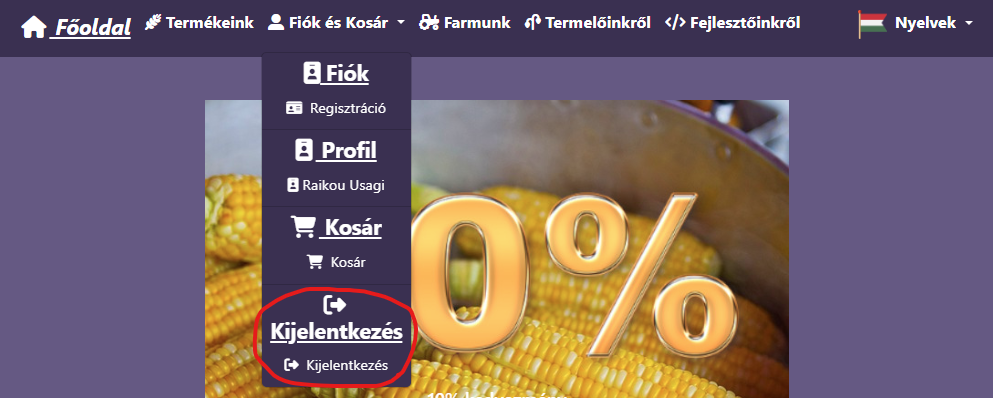 Főoldal Termékeink Fiók és Kosár Farmunk Termelőinkről Fejlesztőinkről Nyelvek
Fiók
Regisztráció
Profil
Raikou Usagi
Kosár
Kosár
Kijelentkezés
Kijelentkezés
0%